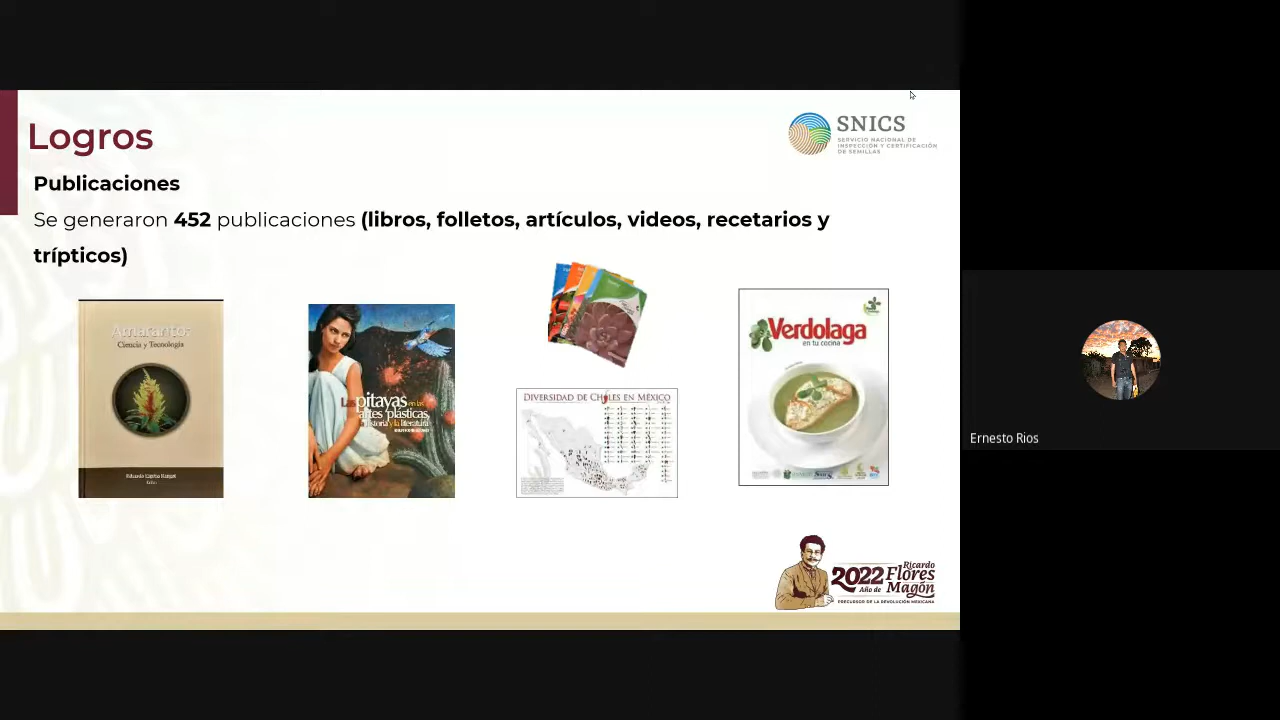 Logros
SNICS
SERVICIO NACIONAL DE
INSPECCIÓN Y CERTIFICACIÓN
DE SEMILLAS
Publicaciones
Se generaron 452 publicaciones (libros, folletos, artículos, videos, recetarios y
trípticos)
Amaranto:
Ciencia y Tecnología
Las pitayas en las
artes plásticas,
historia y la literatura
DIVERSIDAD DE CHILES EN MÉXICO
Verdolaga
en tu cocina
Ernesto Rios
2022 Ricardo
Flores
Año de Magón
PRECURSOR DE LA REVOLUCIÓN MEXICANA